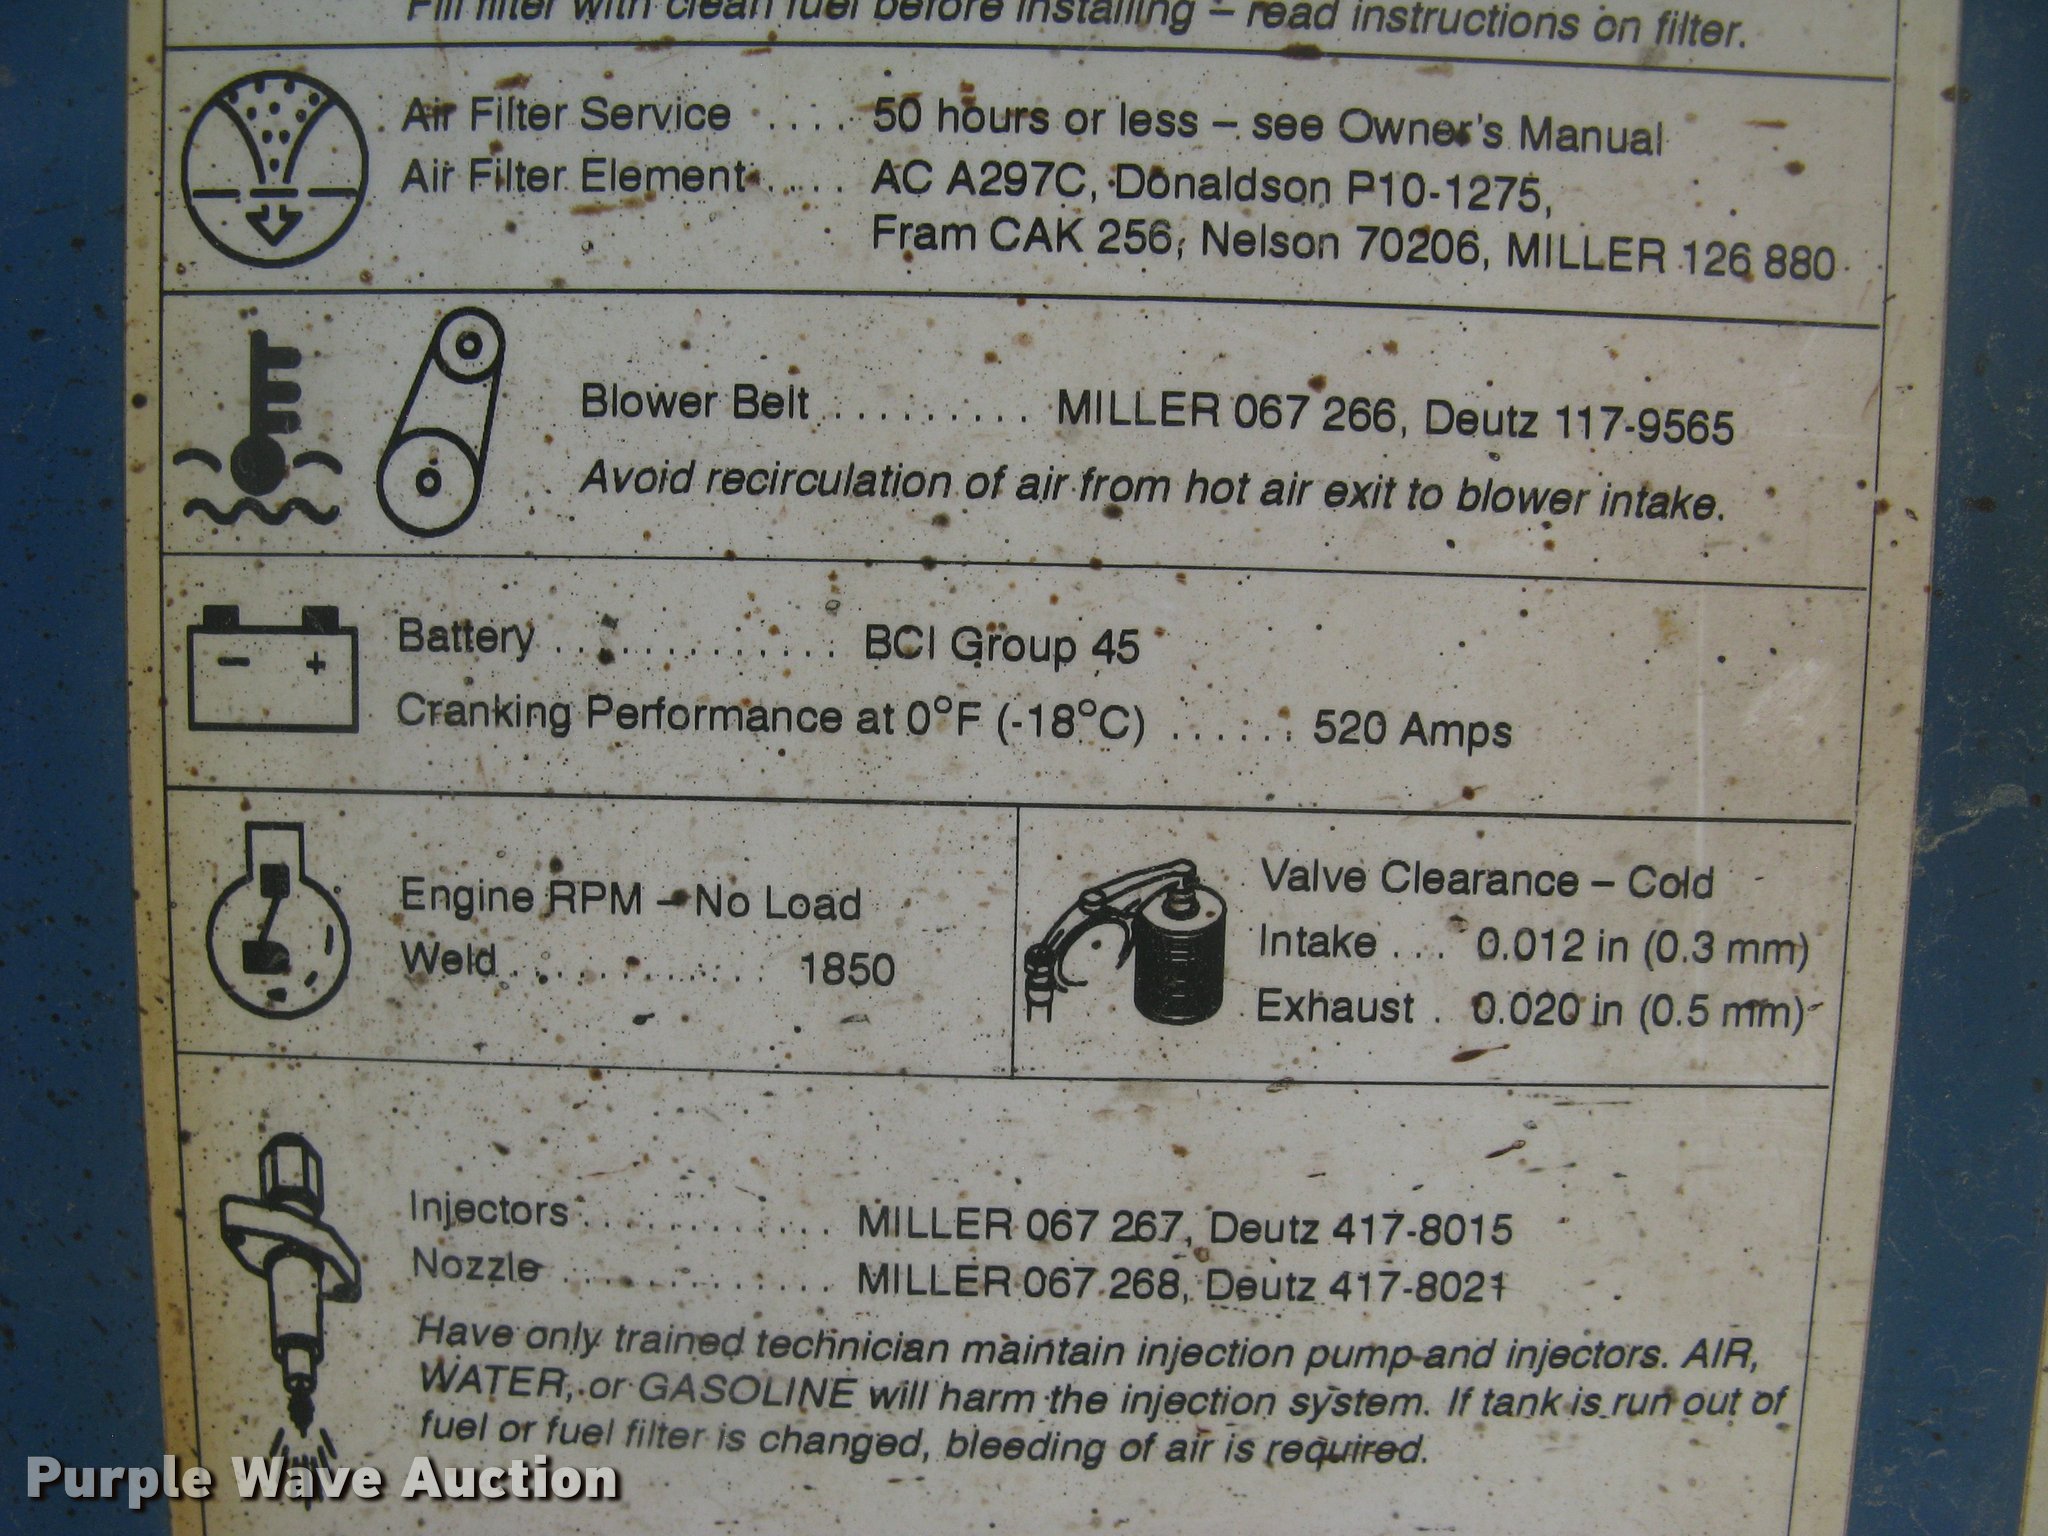 Fill filter with clean fuel before installing – read instructions on filter.
Air Filter Service .... 50 hours or less – see Owner's Manual
Air Filter Element ..... AC A297C, Donaldson P10-1275,
Fram CAK 256, Nelson 70206, MILLER 126 880
Blower Belt ......... MILLER 067 266, Deutz 117-9565
Avoid recirculation of air from hot air exit to blower intake.
- +
Battery ............. BCI Group 45
Cranking Performance at 0°F (-18°C) ...... 520 Amps
Engine RPM – No Load
Weld ............ 1850
Valve Clearance – Cold
Intake ... 0.012 in (0.3 mm)
Exhaust . 0.020 in (0.5 mm)
Injectors ............. MILLER 067 267, Deutz 417-8015
Nozzle .............. MILLER 067 268, Deutz 417-8021
Have only trained technician maintain injection pump and injectors. AIR,
WATER, or GASOLINE will harm the injection system. If tank is run out of
fuel or fuel filter is changed, bleeding of air is required.
Purple Wave Auction